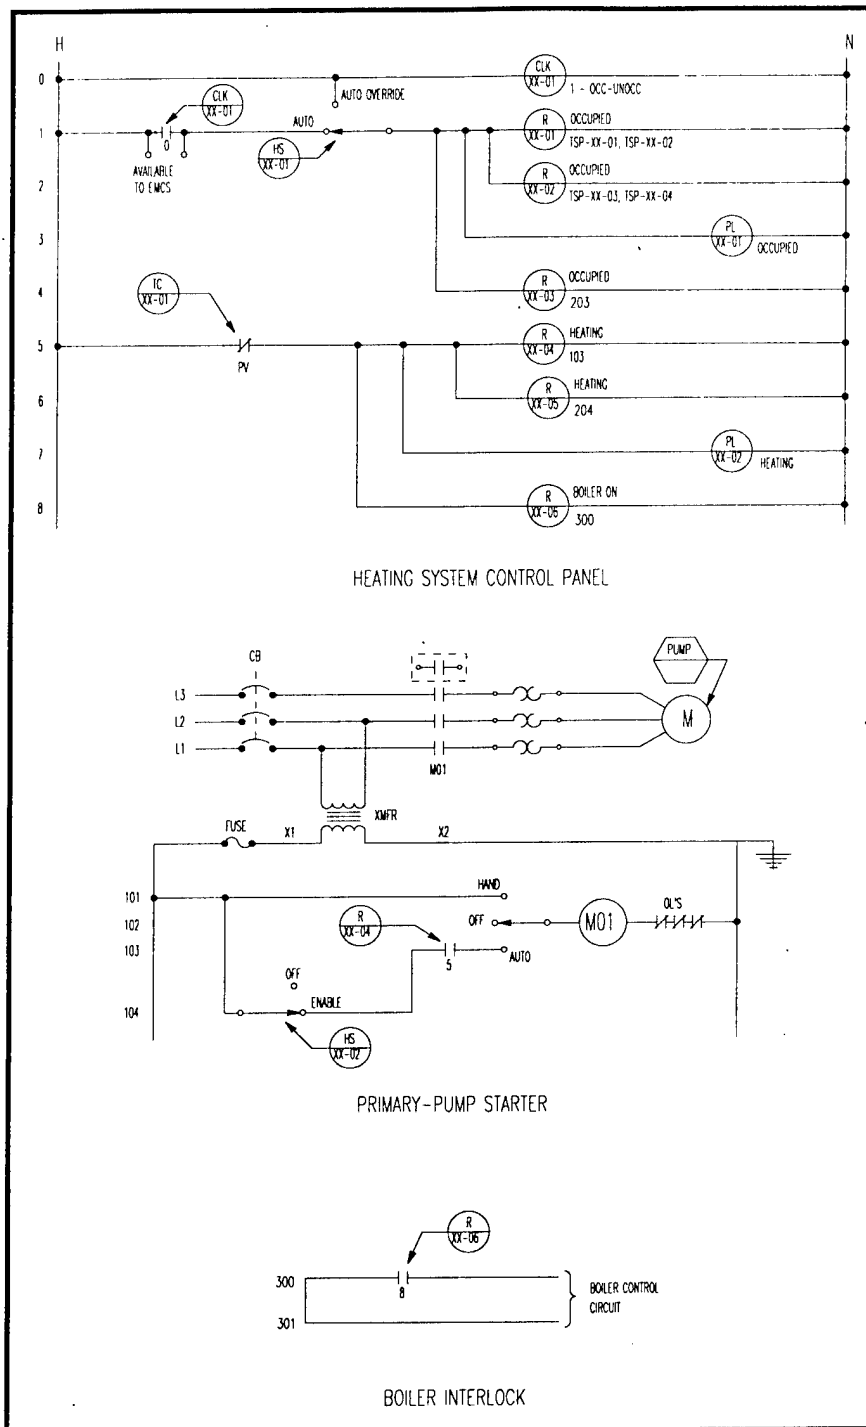 H N
0 CLK XX-01 1 - OCC-UNOCC
AUTO OVERRIDE
CLK XX-01
1 0 AUTO R XX-01 OCCUPIED
TSP-XX-01, TSP-XX-02
HS XX-01
AVAILABLE
TO EMCS
2 R XX-02 OCCUPIED
TSP-XX-03, TSP-XX-04
3 PL XX-01 OCCUPIED
TC XX-01
4 R XX-03 OCCUPIED
203
5 PV R XX-04 HEATING
103
6 R XX-05 HEATING
204
7 PL XX-02 HEATING
8 R XX-06 BOILER ON
300
HEATING SYSTEM CONTROL PANEL
CB PUMP
L3
L2 M
L1
M01
XMFR
FUSE X1 X2
101 HAND
102 R XX-04 OFF M01 OL'S
103 5 AUTO
OFF
104 ENABLE
HS XX-02
PRIMARY-PUMP STARTER
R XX-06
300 8
BOILER CONTROL
CIRCUIT
301
BOILER INTERLOCK